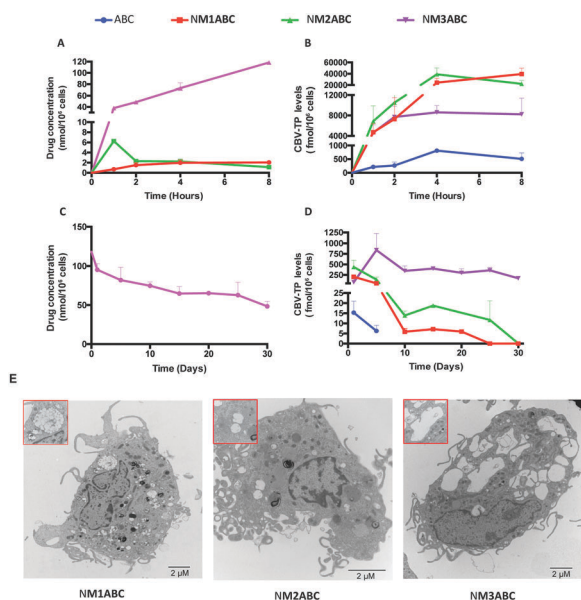 ABC NM1ABC NM2ABC NM3ABC
A
Drug concentration
(nmol/10⁶ cells)
120
80
40
20
10
8
6
4
2
0
0 2 4 6 8
Time (Hours)
B
CBV-TP levels
( fmol/10⁶ cells)
60000
40000
20000
12000
8000
4000
1000
500
0
0 2 4 6 8
Time (Hours)
C
Drug concentration
(nmol/10⁶ cells)
150
100
50
0
0 10 20 30
Time (Days)
D
CBV-TP levels
( fmol/10⁶ cells)
1250
1000
750
500
250
25
20
15
10
5
0
0 5 10 15 20 25 30
Time (Days)
E
2 µM
2 µM
2 µM
NM1ABC NM2ABC NM3ABC